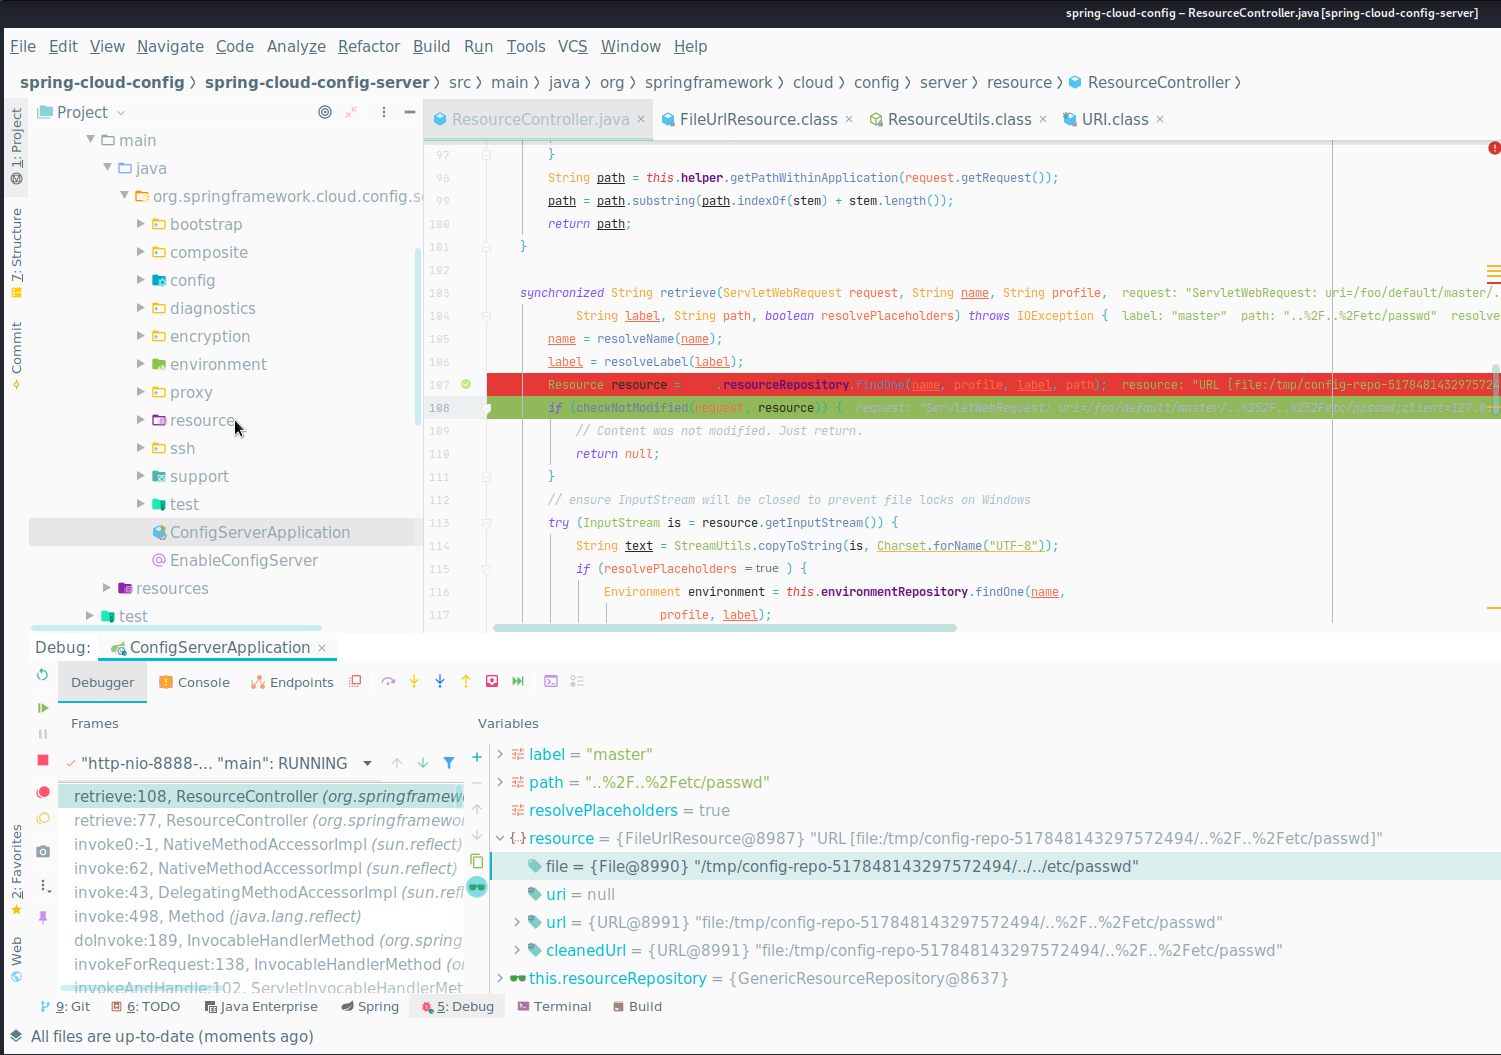 spring-cloud-config – ResourceController.java [spring-cloud-config-server]
File Edit View Navigate Code Analyze Refactor Build Run Tools VCS Window Help
spring-cloud-config spring-cloud-config-server src main java org springframework cloud config server resource ResourceController
1: Project
7: Structure
Commit
2: Favorites
Web
Project
main
java
org.springframework.cloud.config.s
bootstrap
composite
config
diagnostics
encryption
environment
proxy
resource
ssh
support
test
ConfigServerApplication
EnableConfigServer
resources
test
ResourceController.java × FileUrlResource.class × ResourceUtils.class × URI.class ×
97 }
98 String path = this.helper.getPathWithinApplication(request.getRequest());
99 path = path.substring(path.indexOf(stem) + stem.length());
100 return path;
101 }
102
103 synchronized String retrieve(ServletWebRequest request, String name, String profile, request: "ServletWebRequest: uri=/foo/default/master/.
104 String label, String path, boolean resolvePlaceholders) throws IOException { label: "master" path: "..%2F..%2Fetc/passwd" resolve
105 name = resolveName(name);
106 label = resolveLabel(label);
107 Resource resource = .resourceRepository.findOne(name, profile, label, path); resource: "URL [file:/tmp/config-repo-5178481432975724
108 if (checkNotModified(request, resource)) { request: "ServletWebRequest: uri=/foo/default/master/..%252F..%252Fetc/passwd;client=127.0.
109 // Content was not modified. Just return.
110 return null;
111 }
112 // ensure InputStream will be closed to prevent file locks on Windows
113 try (InputStream is = resource.getInputStream()) {
114 String text = StreamUtils.copyToString(is, Charset.forName("UTF-8"));
115 if (resolvePlaceholders = true ) {
116 Environment environment = this.environmentRepository.findOne(name,
117 profile, label);
Debug: ConfigServerApplication ×
Debugger Console Endpoints
Frames
"http-nio-8888-... "main": RUNNING
retrieve:108, ResourceController (org.springframew
retrieve:77, ResourceController (org.springframewo
invoke0:-1, NativeMethodAccessorImpl (sun.reflect)
invoke:62, NativeMethodAccessorImpl (sun.reflect)
invoke:43, DelegatingMethodAccessorImpl (sun.refl
invoke:498, Method (java.lang.reflect)
doInvoke:189, InvocableHandlerMethod (org.spring
invokeForRequest:138, InvocableHandlerMethod (or
invokeAndHandle:102, ServletInvocableHandlerMet
Variables
label = "master"
path = "..%2F..%2Fetc/passwd"
resolvePlaceholders = true
resource = {FileUrlResource@8987} "URL [file:/tmp/config-repo-517848143297572494/..%2F..%2Fetc/passwd]"
file = {File@8990} "/tmp/config-repo-517848143297572494/../../etc/passwd"
uri = null
url = {URL@8991} "file:/tmp/config-repo-517848143297572494/..%2F..%2Fetc/passwd"
cleanedUrl = {URL@8991} "file:/tmp/config-repo-517848143297572494/..%2F..%2Fetc/passwd"
this.resourceRepository = {GenericResourceRepository@8637}
9: Git 6: TODO Java Enterprise Spring 5: Debug Terminal Build
All files are up-to-date (moments ago)